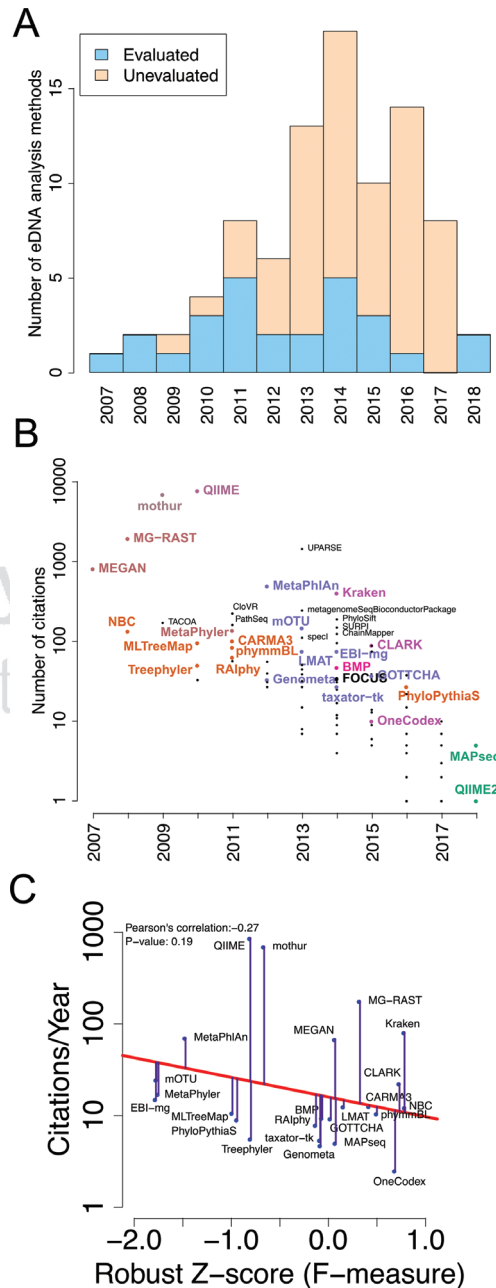 A
Evaluated
Unevaluated
Number of eDNA analysis methods
15
10
5
0
2007
2008
2009
2010
2011
2012
2013
2014
2015
2016
2017
2018
B
Number of citations
10000
1000
100
10
1
QIIME
mothur
MG−RAST
UPARSE
MEGAN
MetaPhlAn
Kraken
CloVR
metagenomeSeqBioconductorPackage
NBC
TACOA
PathSeq
PhyloSift
mOTU
SURPI
MetaPhyler
ChainMapper
CARMA3
specI
MLTreeMap
phymmBL
CLARK
LMAT
EBI−mg
Treephyler
RAIphy
BMP
GOTTCHA
Genometa
FOCUS
taxator−tk
PhyloPythiaS
OneCodex
MAPseq
QIIME2
2007
2009
2011
2013
2015
2017
C
Pearson's correlation:−0.27
P−value: 0.19
Citations/Year
1000
100
10
1
QIIME
mothur
MG−RAST
MEGAN
Kraken
MetaPhlAn
CLARK
mOTU
MetaPhyler
CARMA3
EBI−mg
BMP
NBC
MLTreeMap
LMAT
phymmBL
RAIphy
PhyloPythiaS
GOTTCHA
taxator−tk
MAPseq
Treephyler
Genometa
OneCodex
−2.0
−1.0
0.0
1.0
Robust Z−score (F−measure)